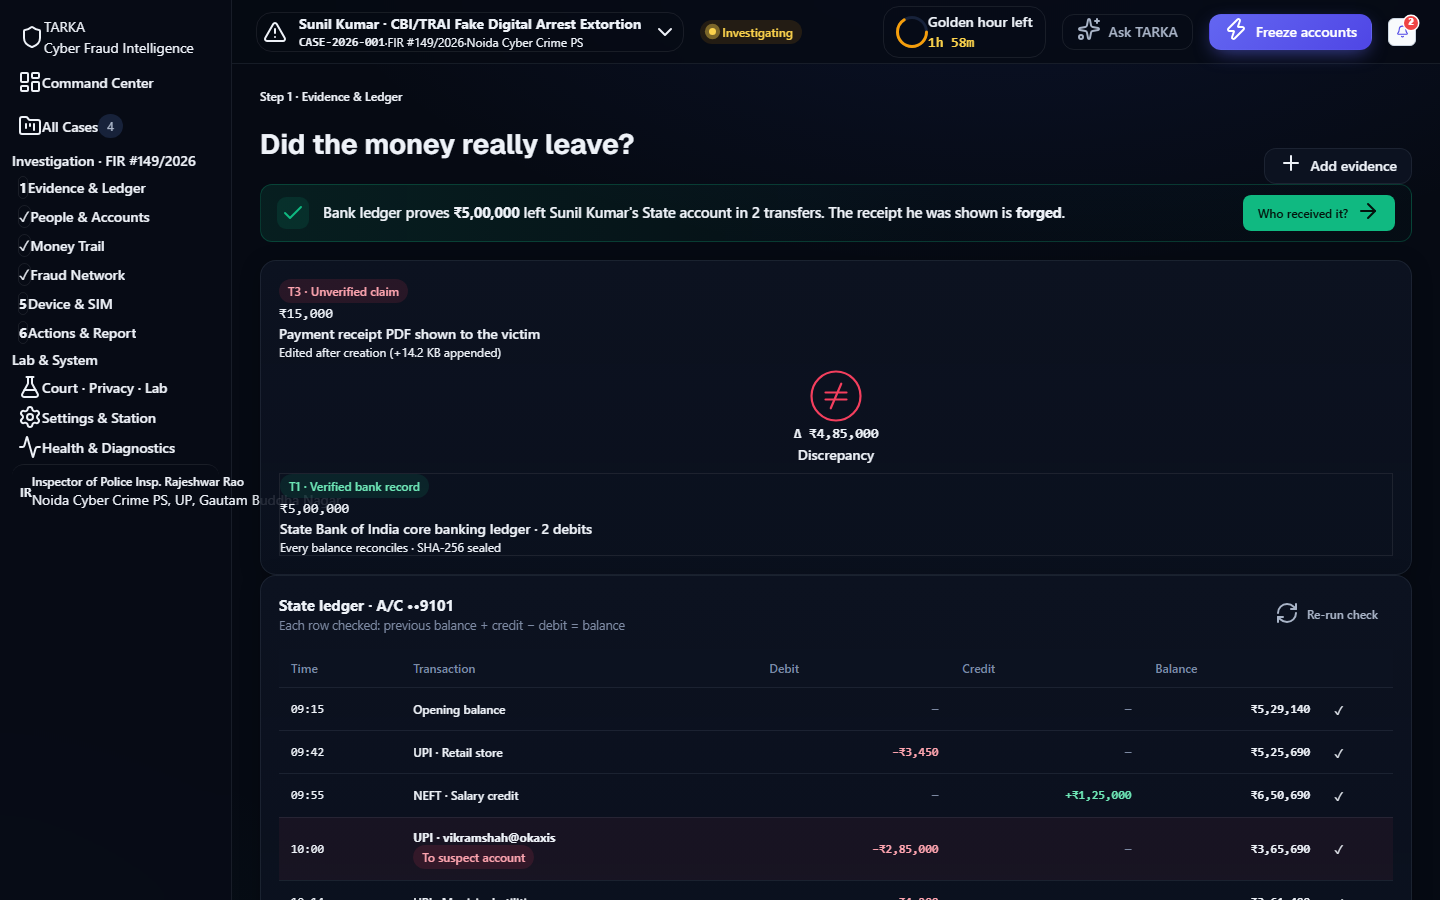 TARKA
Cyber Fraud Intelligence
Command Center
All Cases 4
Investigation · FIR #149/2026
1 Evidence & Ledger
✓ People & Accounts
✓ Money Trail
✓ Fraud Network
5 Device & SIM
6 Actions & Report
Lab & System
Court · Privacy · Lab
Settings & Station
Health & Diagnostics
IR
Inspector of Police Insp. Rajeshwar Rao
Noida Cyber Crime PS, UP, Gautam Buddha Nagar
Sunil Kumar · CBI/TRAI Fake Digital Arrest Extortion
CASE-2026-001·FIR #149/2026·Noida Cyber Crime PS
Investigating
Golden hour left
1h 58m
Ask TARKA
Freeze accounts
2
Step 1 · Evidence & Ledger
Did the money really leave?
Add evidence
Bank ledger proves ₹5,00,000 left Sunil Kumar's State account in 2 transfers. The receipt he was shown is forged.
Who received it?
T3 · Unverified claim
₹15,000
Payment receipt PDF shown to the victim
Edited after creation (+14.2 KB appended)
≠
Δ ₹4,85,000
Discrepancy
T1 · Verified bank record
₹5,00,000
State Bank of India core banking ledger · 2 debits
Every balance reconciles · SHA-256 sealed
State ledger · A/C ••9101
Each row checked: previous balance + credit − debit = balance
Re-run check
Time Transaction Debit Credit Balance
09:15 Opening balance — — ₹5,29,140 ✓
09:42 UPI · Retail store −₹3,450 — ₹5,25,690 ✓
09:55 NEFT · Salary credit — +₹1,25,000 ₹6,50,690 ✓
10:00 UPI · vikramshah@okaxis −₹2,85,000 — ₹3,65,690 ✓
To suspect account